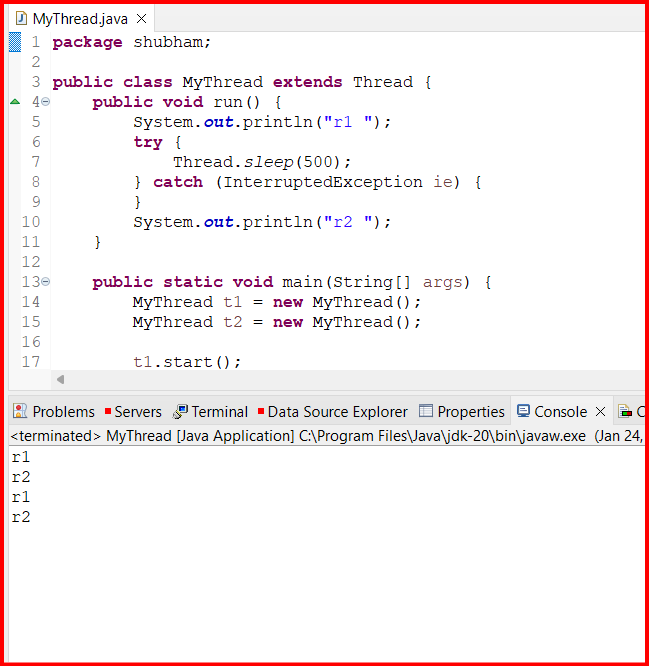 MyThread.java
1 package shubham;
2
3 public class MyThread extends Thread {
4 public void run() {
5 System.out.println("r1 ");
6 try {
7 Thread.sleep(500);
8 } catch (InterruptedException ie) {
9 }
10 System.out.println("r2 ");
11 }
12
13 public static void main(String[] args) {
14 MyThread t1 = new MyThread();
15 MyThread t2 = new MyThread();
16
17 t1.start();
Problems Servers Terminal Data Source Explorer Properties Console C
<terminated> MyThread [Java Application] C:\Program Files\Java\jdk-20\bin\javaw.exe (Jan 24,
r1
r2
r1
r2